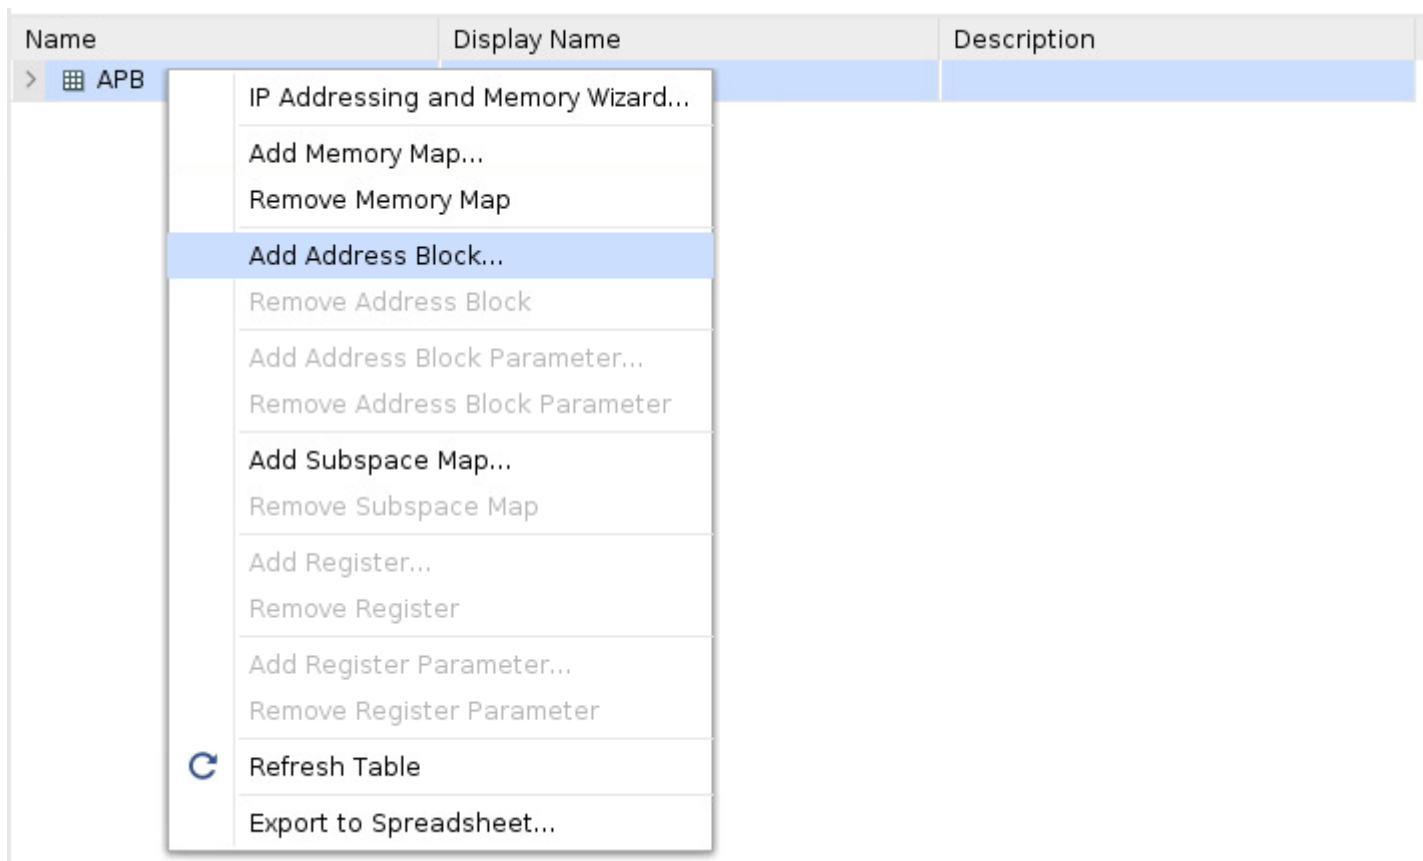 Name Display Name Description
APB
IP Addressing and Memory Wizard...
Add Memory Map...
Remove Memory Map
Add Address Block...
Remove Address Block
Add Address Block Parameter...
Remove Address Block Parameter
Add Subspace Map...
Remove Subspace Map
Add Register...
Remove Register
Add Register Parameter...
Remove Register Parameter
Refresh Table
Export to Spreadsheet...